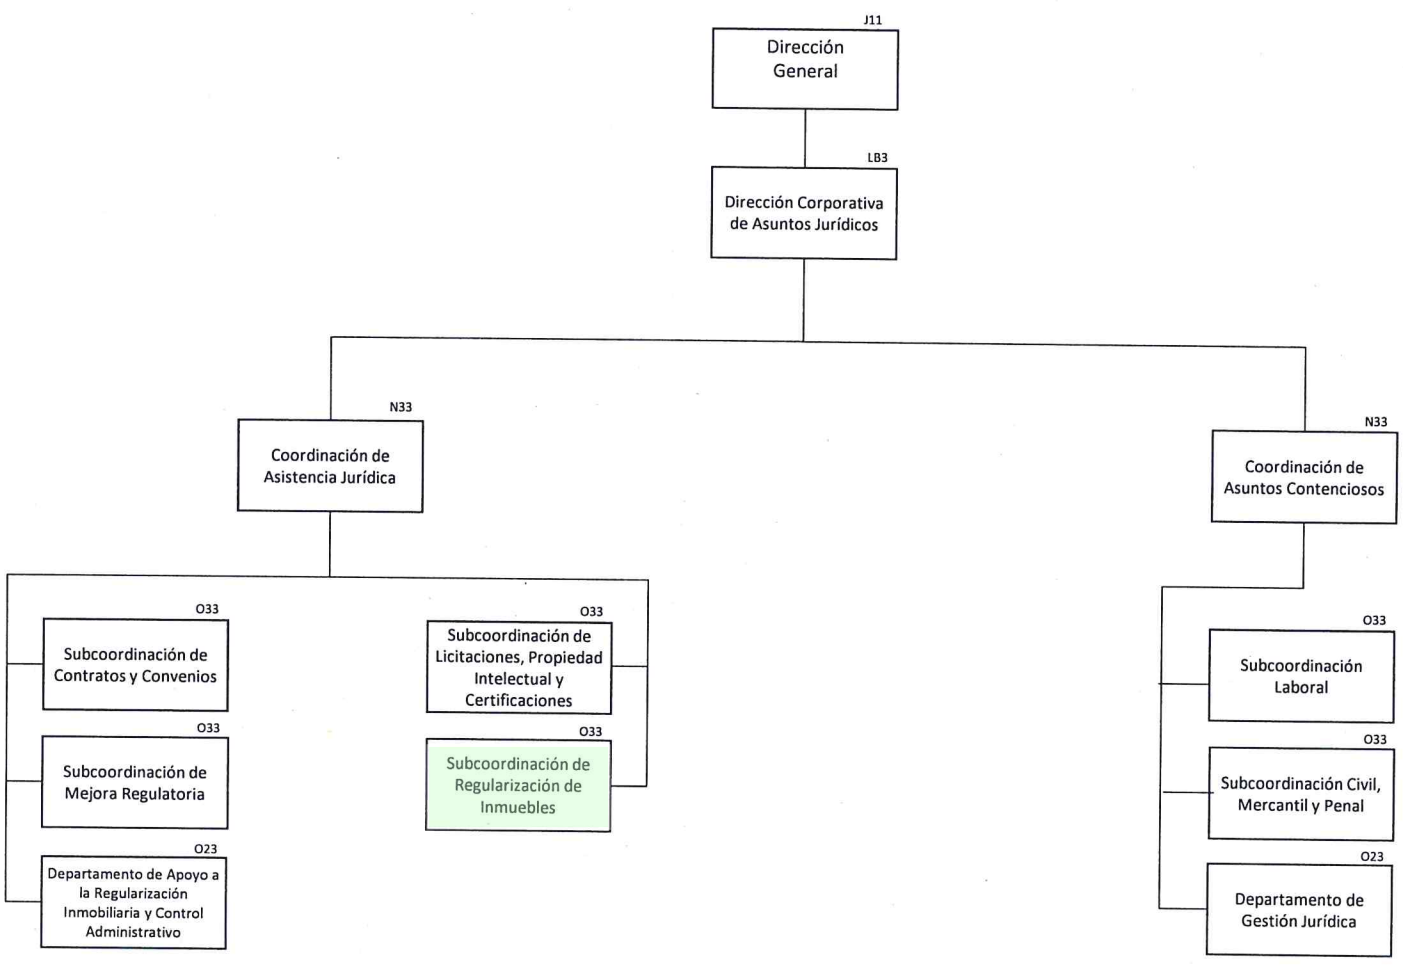 J11
Dirección
General
LB3
Dirección Corporativa
de Asuntos Jurídicos
N33
Coordinación de
Asistencia Jurídica
N33
Coordinación de
Asuntos Contenciosos
O33
Subcoordinación de
Contratos y Convenios
O33
Subcoordinación de
Mejora Regulatoria
O23
Departamento de Apoyo a
la Regularización
Inmobiliaria y Control
Administrativo
O33
Subcoordinación de
Licitaciones, Propiedad
Intelectual y
Certificaciones
O33
Subcoordinación de
Regularización de
Inmuebles
O33
Subcoordinación
Laboral
O33
Subcoordinación Civil,
Mercantil y Penal
O23
Departamento de
Gestión Jurídica